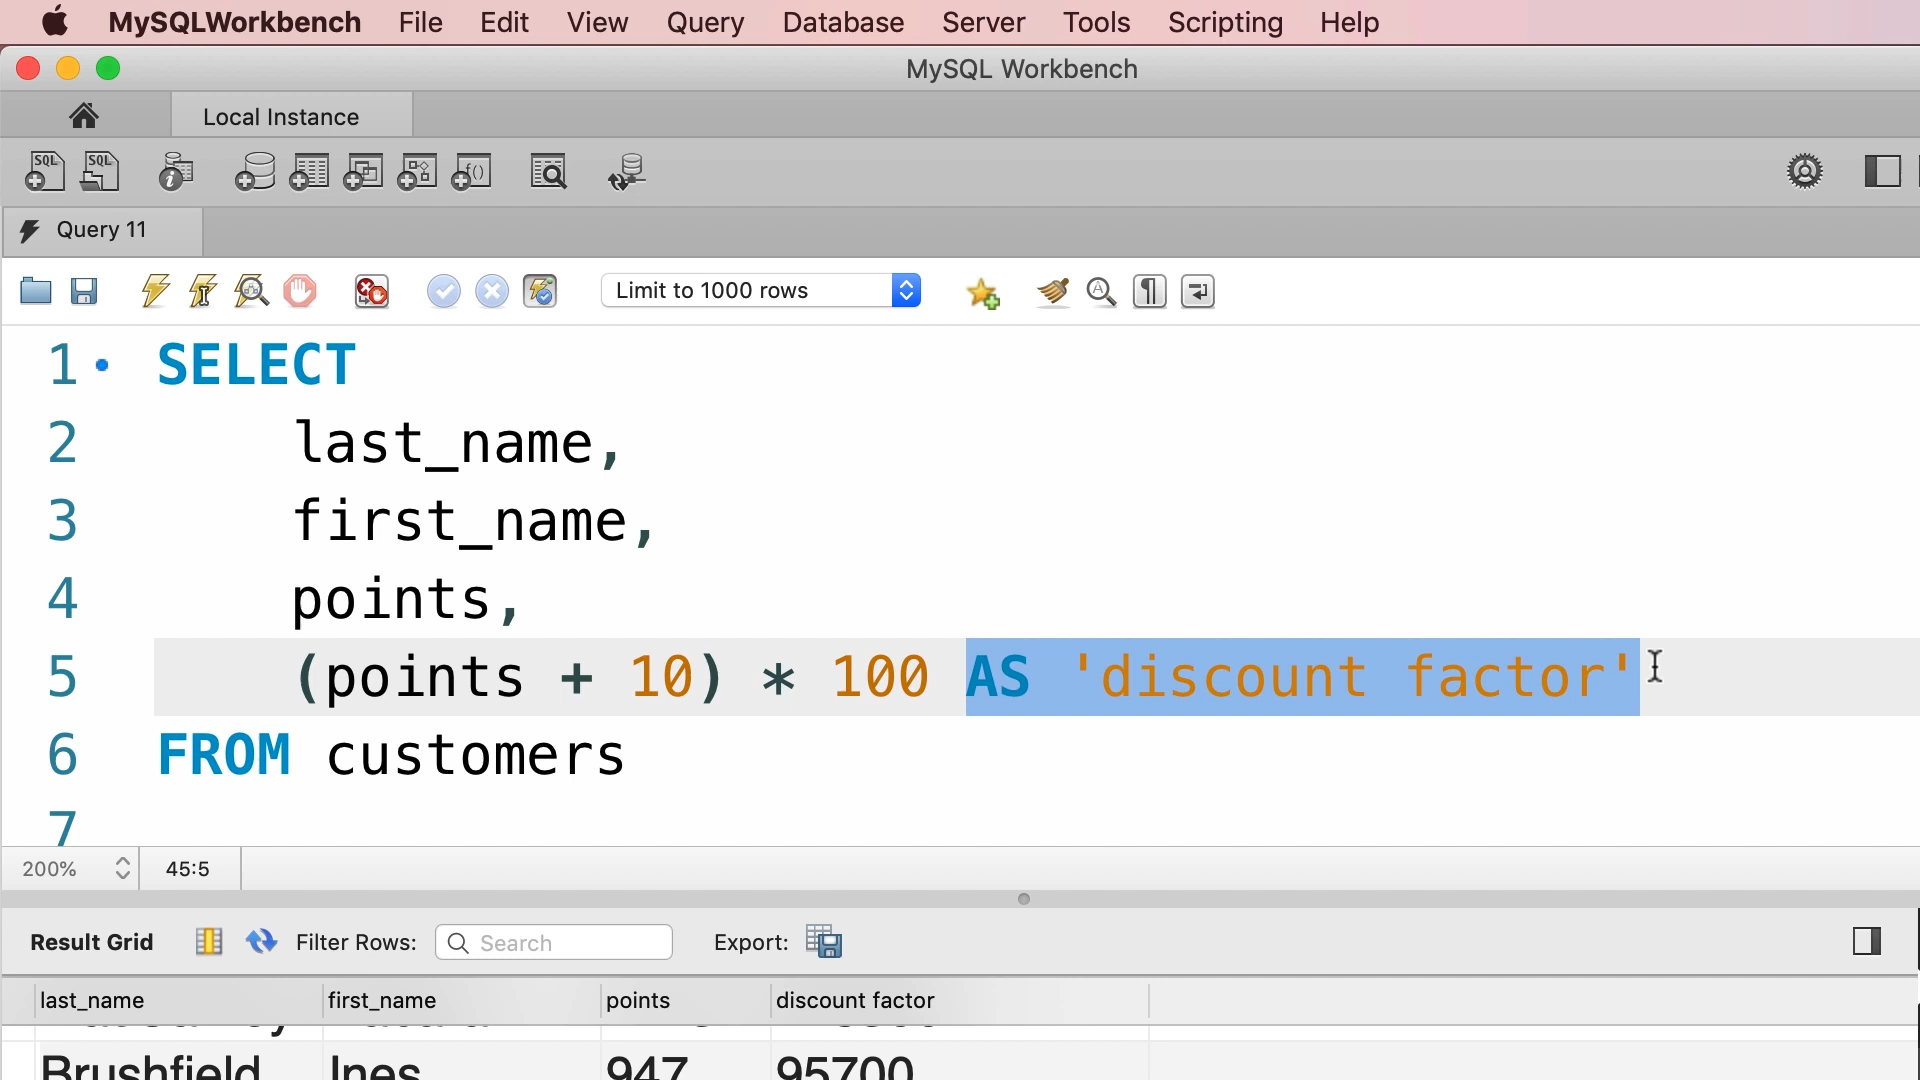 MySQLWorkbench File Edit View Query Database Server Tools Scripting Help
MySQL Workbench
Local Instance
SQL SQL
Query 11
Limit to 1000 rows
1 SELECT
2 last_name,
3 first_name,
4 points,
5 (points + 10) * 100 AS 'discount factor'
6 FROM customers
7
200% 45:5
Result Grid Filter Rows: Search Export:
last_name first_name points discount factor
Brushfield Ines 947 95700